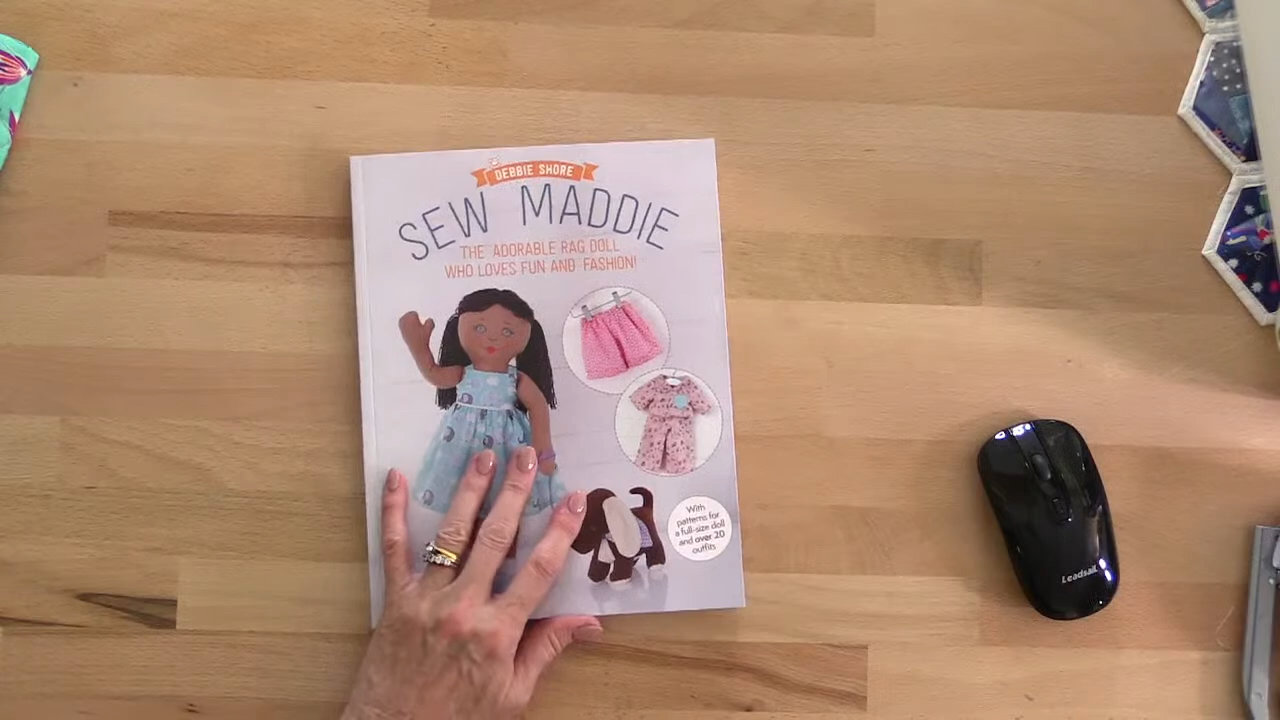 DEBBIE SHORE
SEW MADDIE
THE ADORABLE RAG DOLL
WHO LOVES FUN AND FASHION!
With
patterns for
a full-size doll
and over 20
outfits
Leadsail